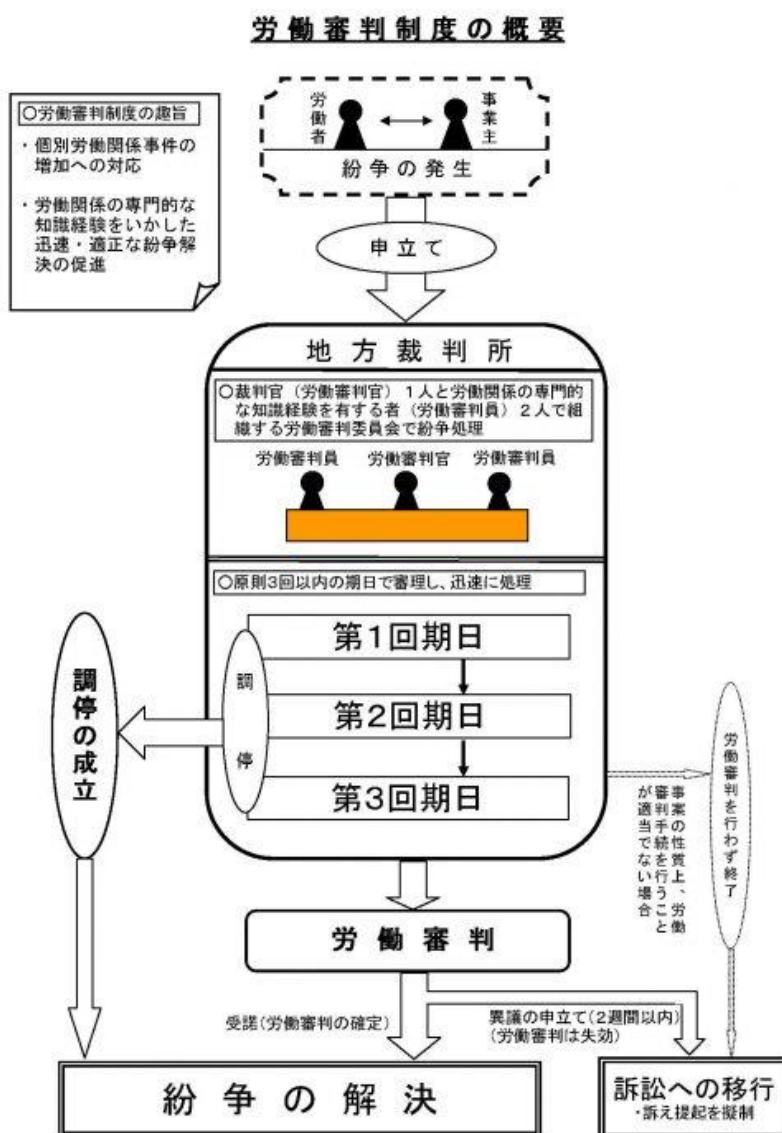 労働審判制度の概要
○労働審判制度の趣旨
・個別労働関係事件の
増加への対応
・労働関係の専門的な
知識経験をいかした
迅速・適正な紛争解
決の促進
労働者
事業主
紛争の発生
申立て
地方裁判所
○裁判官（労働審判官）１人と労働関係の専門的
な知識経験を有する者（労働審判員）２人で組
織する労働審判委員会で紛争処理
労働審判員
労働審判官
労働審判員
○原則3回以内の期日で審理し、迅速に処理
第１回期日
第２回期日
第３回期日
調停
調停の成立
労働審判を行わず終了
事案の性質上、労働
審判手続を行うこと
が適当でない場合
労働審判
受諾(労働審判の確定)
異議の申立て(2週間以内)
(労働審判は失効)
紛争の解決
訴訟への移行
・訴え提起を擬制